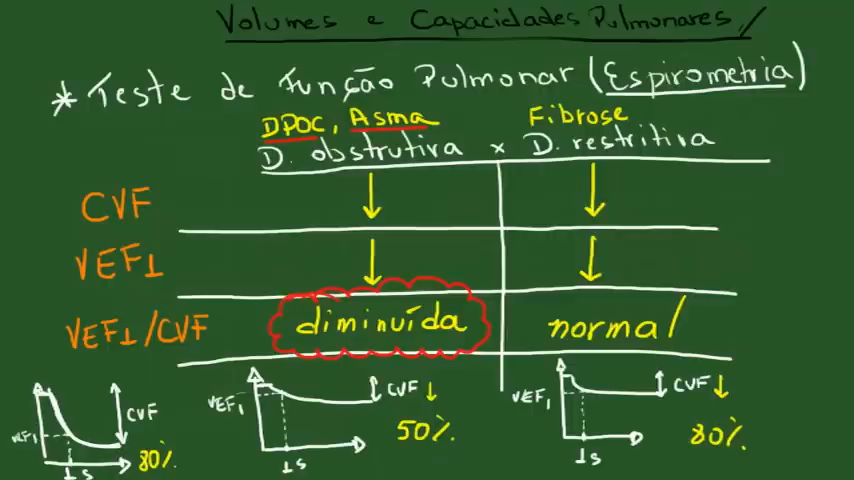 Volumes e Capacidades Pulmonares
* Teste de Função Pulmonar (Espirometria)
DPOC, Asma Fibrose
D. obstrutiva x D. restritiva
CVF ↓ ↓
VEF1 ↓ ↓
VEF1/CVF diminuída normal
VEF1 CVF 1s 80%
VEF1 CVF ↓ 1s 50%
VEF1 CVF ↓ 1s 80%